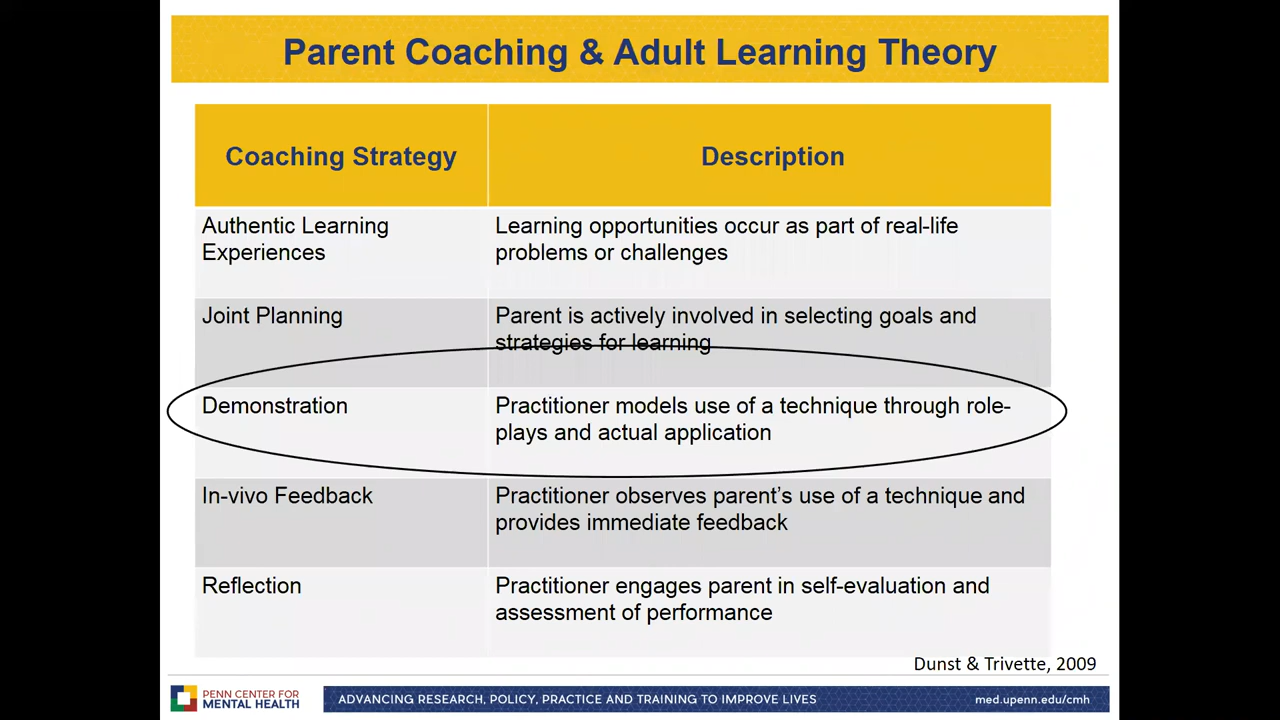 Parent Coaching & Adult Learning Theory
Coaching Strategy
Description
Authentic Learning
Experiences
Learning opportunities occur as part of real-life
problems or challenges
Joint Planning
Parent is actively involved in selecting goals and
strategies for learning
Demonstration
Practitioner models use of a technique through role-
plays and actual application
In-vivo Feedback
Practitioner observes parent’s use of a technique and
provides immediate feedback
Reflection
Practitioner engages parent in self-evaluation and
assessment of performance
Dunst & Trivette, 2009
PENN CENTER FOR
MENTAL HEALTH
ADVANCING RESEARCH, POLICY, PRACTICE AND TRAINING TO IMPROVE LIVES
med.upenn.edu/cmh